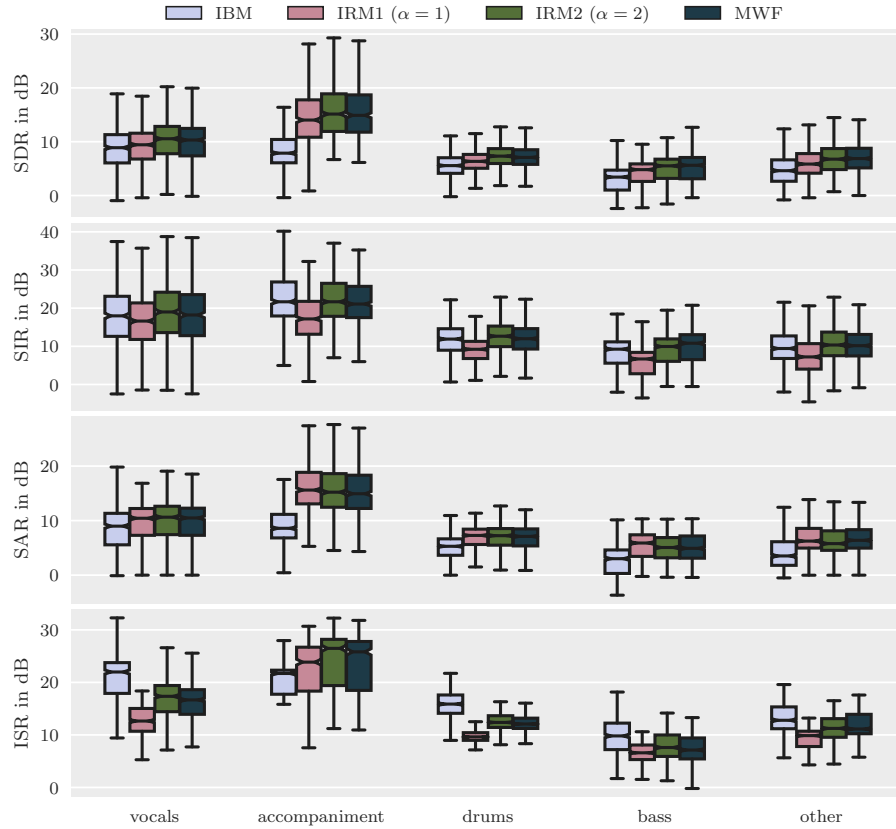 IBM IRM1 (α = 1) IRM2 (α = 2) MWF
SDR in dB
30
20
10
0
SIR in dB
40
30
20
10
0
SAR in dB
20
10
0
ISR in dB
30
20
10
0
vocals accompaniment drums bass other